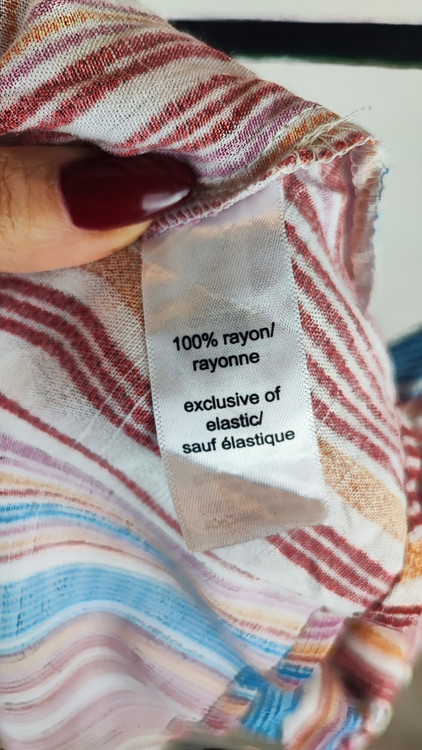 100% rayon/
rayonne
exclusive of
elastic/
sauf élastique